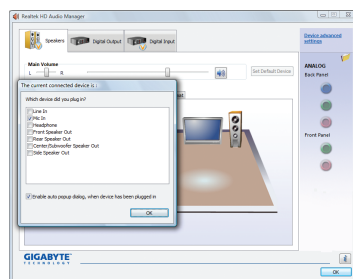 Realtek HD Audio Manager
Speakers
Digital Output
Digital Input
Device advanced
settings
Main Volume
L
R
Set Default Device
ANALOG
Back Panel
The current connected device is :
Which device did you plug in?
Line In
Mic In
Headphone
Front Speaker Out
Rear Speaker Out
Center/Subwoofer Speaker Out
Side Speaker Out
Front Panel
Enable auto popup dialog, when device has been plugged in
OK
GIGABYTE
TECHNOLOGY
i
OK